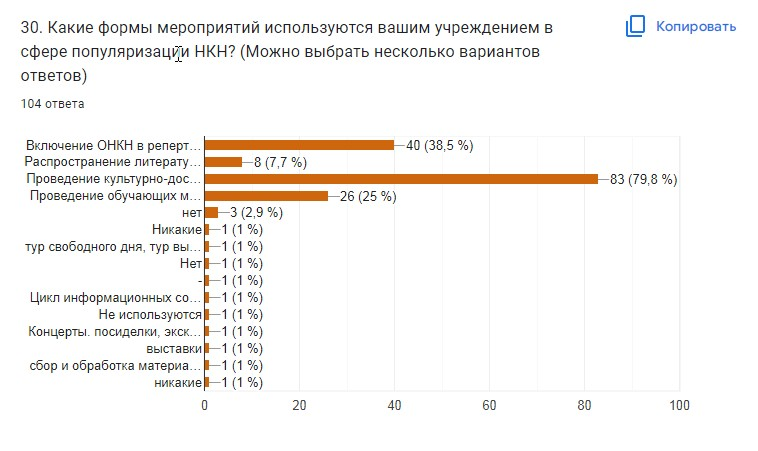 30. Какие формы мероприятий используются вашим учреждением в
сфере популяризации НКН? (Можно выбрать несколько вариантов
ответов)
Копировать
104 ответа
Включение ОНКН в реперт… 40 (38,5 %)
Распространение литерату… 8 (7,7 %)
Проведение культурно-дос… 83 (79,8 %)
Проведение обучающих м… 26 (25 %)
нет 3 (2,9 %)
Никакие 1 (1 %)
тур свободного дня, тур вы… 1 (1 %)
Нет 1 (1 %)
- 1 (1 %)
Цикл информационных со… 1 (1 %)
Не используются 1 (1 %)
Концерты. посиделки, экск… 1 (1 %)
выставки 1 (1 %)
сбор и обработка материа… 1 (1 %)
никакие 1 (1 %)
0 20 40 60 80 100